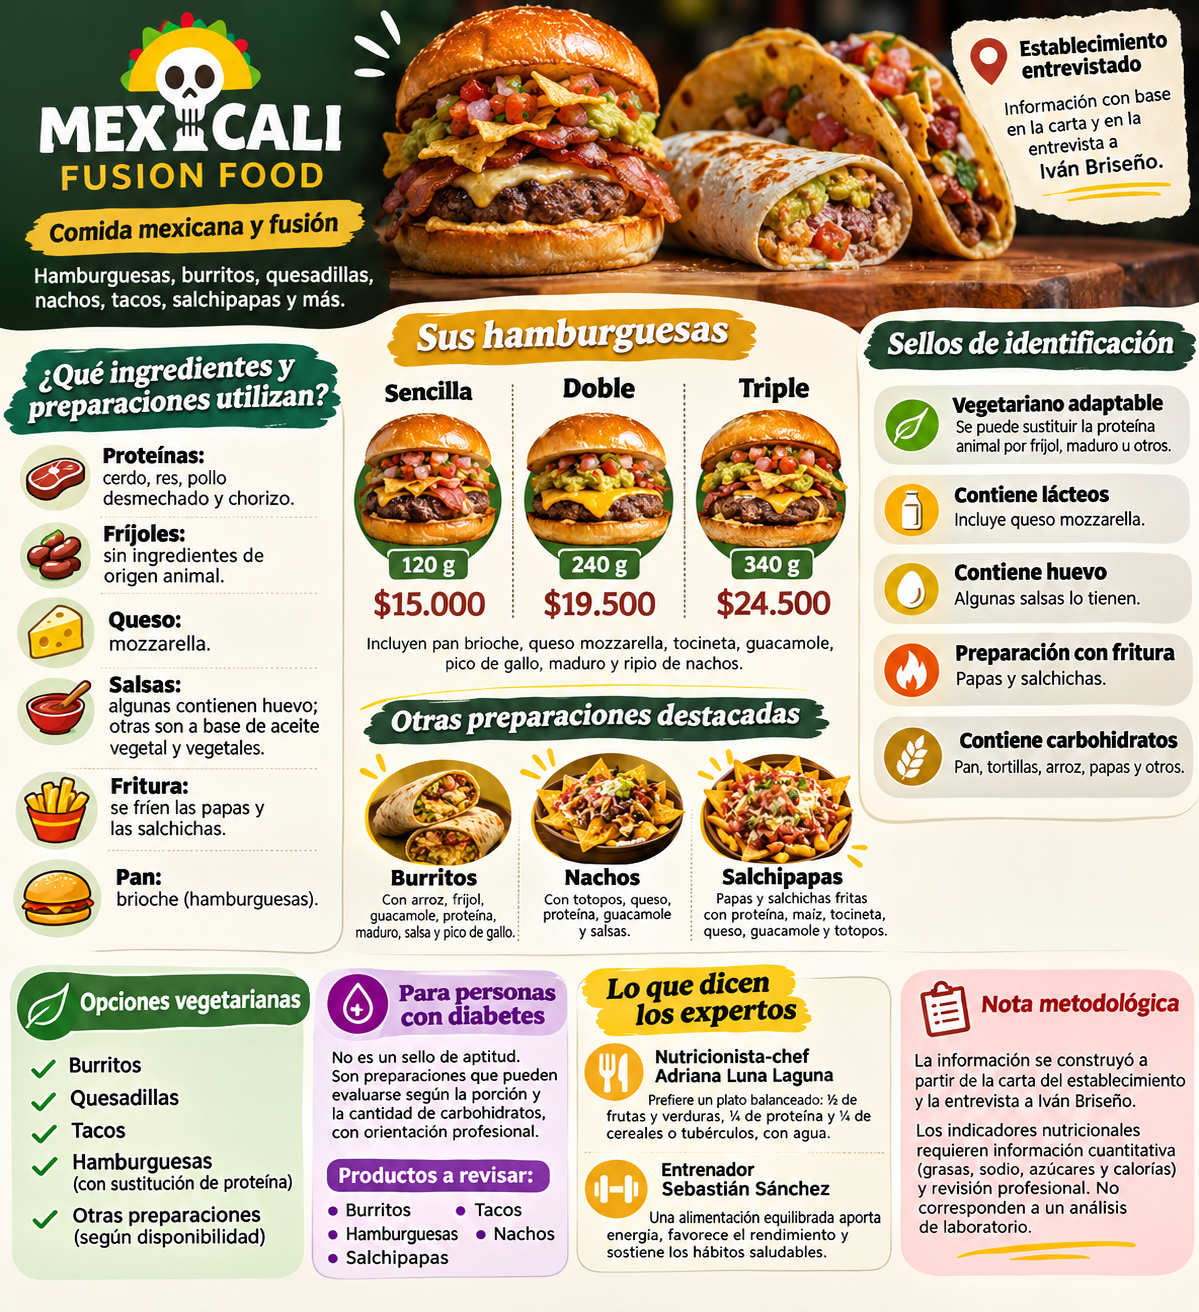 MEXICALI
FUSION FOOD
Comida mexicana y fusión
Hamburguesas, burritos, quesadillas,
nachos, tacos, salchipapas y más.
Establecimiento
entrevistado
Información con base
en la carta y en la
entrevista a
Iván Briseño.
¿Qué ingredientes y
preparaciones utilizan?
Proteínas:
cerdo, res, pollo
desmechado y chorizo.
Fríjoles:
sin ingredientes de
origen animal.
Queso:
mozzarella.
Salsas:
algunas contienen huevo;
otras son a base de aceite
vegetal y vegetales.
Fritura:
se fríen las papas y
las salchichas.
Pan:
brioche (hamburguesas).
Sus hamburguesas
Sencilla
120 g
$15.000
Doble
240 g
$19.500
Triple
340 g
$24.500
Incluyen pan brioche, queso mozzarella, tocineta, guacamole,
pico de gallo, maduro y ripio de nachos.
Otras preparaciones destacadas
Burritos
Con arroz, fríjol,
guacamole, proteína,
maduro, salsa y pico de gallo.
Nachos
Con totopos, queso,
proteína, guacamole
y salsas.
Salchipapas
Papas y salchichas fritas
con proteína, maíz, tocineta,
queso, guacamole y totopos.
Sellos de identificación
Vegetariano adaptable
Se puede sustituir la proteína
animal por fríjol, maduro u otros.
Contiene lácteos
Incluye queso mozzarella.
Contiene huevo
Algunas salsas lo tienen.
Preparación con fritura
Papas y salchichas.
Contiene carbohidratos
Pan, tortillas, arroz, papas y otros.
Opciones vegetarianas
Burritos
Quesadillas
Tacos
Hamburguesas
(con sustitución de proteína)
Otras preparaciones
(según disponibilidad)
Para personas
con diabetes
No es un sello de aptitud.
Son preparaciones que pueden
evaluarse según la porción y
la cantidad de carbohidratos,
con orientación profesional.
Productos a revisar:
• Burritos
• Tacos
• Hamburguesas
• Nachos
• Salchipapas
Lo que dicen
los expertos
Nutricionista-chef
Adriana Luna Laguna
Prefiere un plato balanceado: ½ de
frutas y verduras, ¼ de proteína y ¼ de
cereales o tubérculos, con agua.
Entrenador
Sebastián Sánchez
Una alimentación equilibrada aporta
energía, favorece el rendimiento y
sostiene los hábitos saludables.
Nota metodológica
La información se construyó a
partir de la carta del establecimiento
y la entrevista a Iván Briseño.
Los indicadores nutricionales
requieren información cuantitativa
(grasas, sodio, azúcares y calorías)
y revisión profesional. No
corresponden a un análisis
de laboratorio.